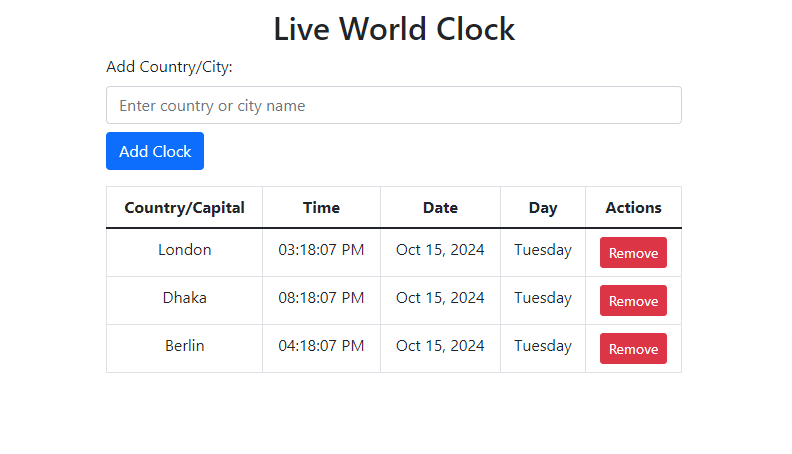 Live World Clock
Add Country/City:
Enter country or city name
Add Clock
Country/Capital Time Date Day Actions
London 03:18:07 PM Oct 15, 2024 Tuesday Remove
Dhaka 08:18:07 PM Oct 15, 2024 Tuesday Remove
Berlin 04:18:07 PM Oct 15, 2024 Tuesday Remove